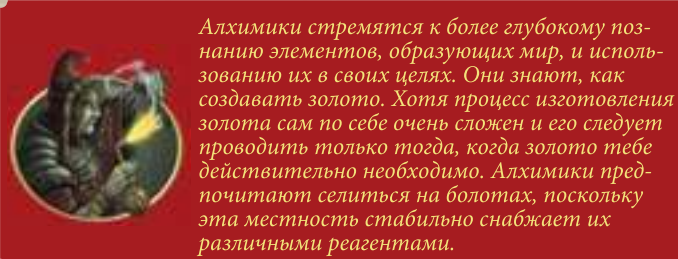 Алхимики стремятся к более глубокому поз-
нанию элементов, образующих мир, и исполь-
зованию их в своих целях. Они знают, как
создавать золото. Хотя процесс изготовления
золота сам по себе очень сложен и его следует
проводить только тогда, когда золото тебе
действительно необходимо. Алхимики пред-
почитают селиться на болотах, поскольку
эта местность стабильно снабжает их
различными реагентами.